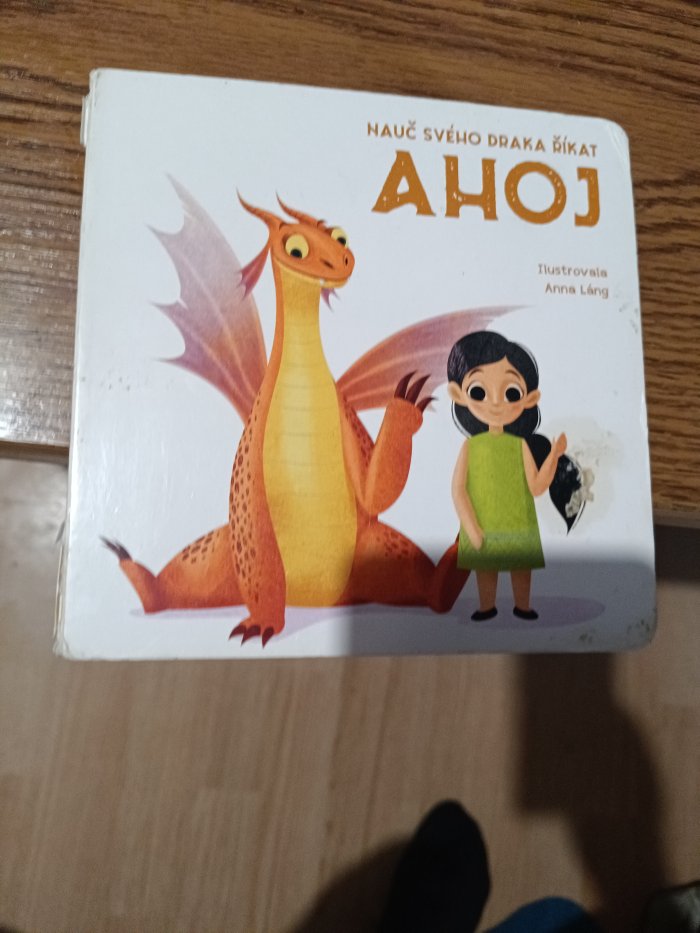 NAUČ SVÉHO DRAKA ŘÍKAT
AHOJ
Ilustrovala
Anna Láng